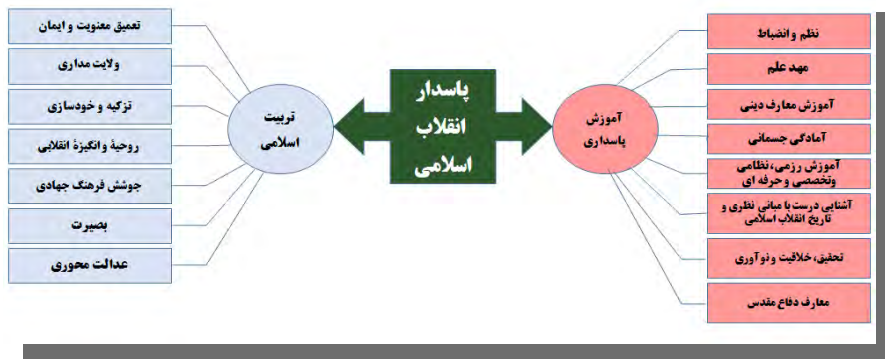 پاسدار
انقلاب
اسلامی
آموزش
پاسداری
نظم و انضباط
مهد علم
آموزش معارف دینی
آمادگی جسمانی
آموزش رزمی، نظامی
وتخصصی و حرفه ای
آشنایی درست با مبانی نظری و
تاریخ انقلاب اسلامی
تحقیق، خلاقیت و نوآوری
معارف دفاع مقدس
تربیت
اسلامی
تعمیق معنویت و ایمان
ولایت مداری
تزکیه و خودسازی
روحیهٔ و انگیزهٔ انقلابی
جوشش فرهنگ جهادی
بصیرت
عدالت محوری